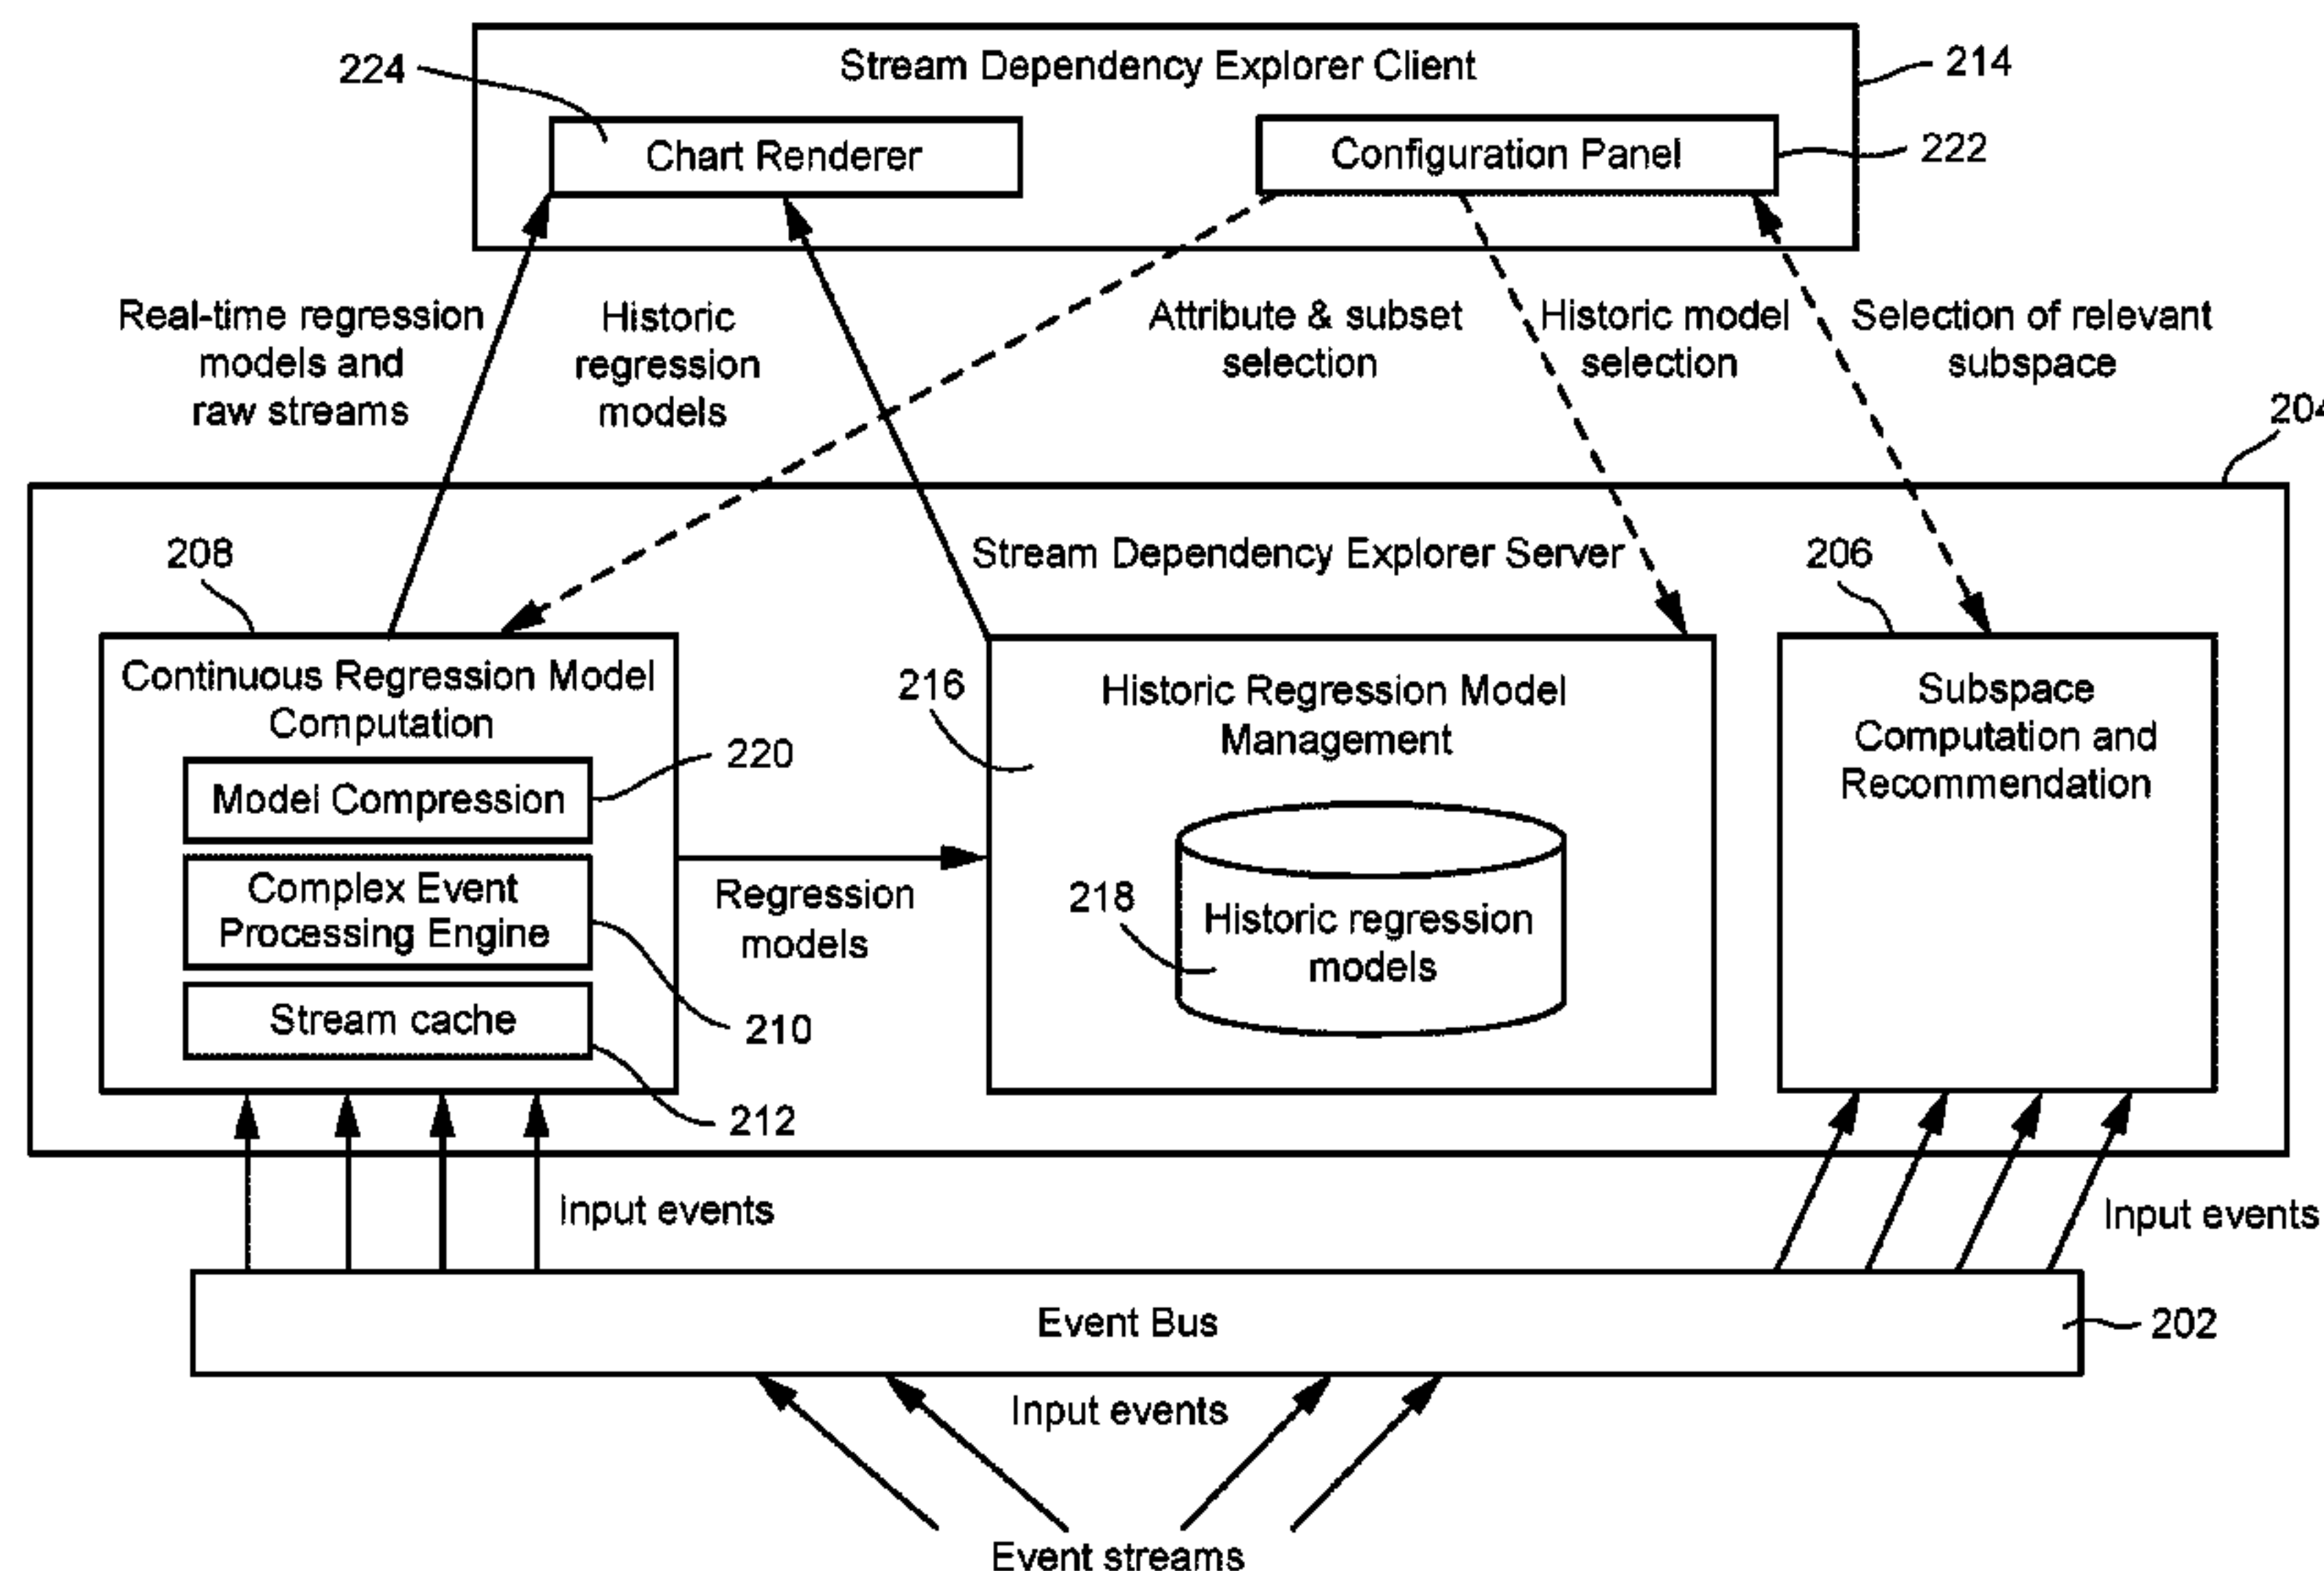 Stream Dependency Explorer Client
224
214
Chart Renderer
Configuration Panel
222
Real-time regression
models and
raw streams
Historic
regression
models
Attribute & subset
selection
Historic model
selection
Selection of relevant
subspace
204
Stream Dependency Explorer Server
208
206
Continuous Regression Model
Computation
220
Model Compression
Complex Event
Processing Engine
210
Stream cache
212
Regression
models
216
Historic Regression Model
Management
218
Historic regression
models
Subspace
Computation and
Recommendation
Input events
Input events
Event Bus
202
Input events
Event streams